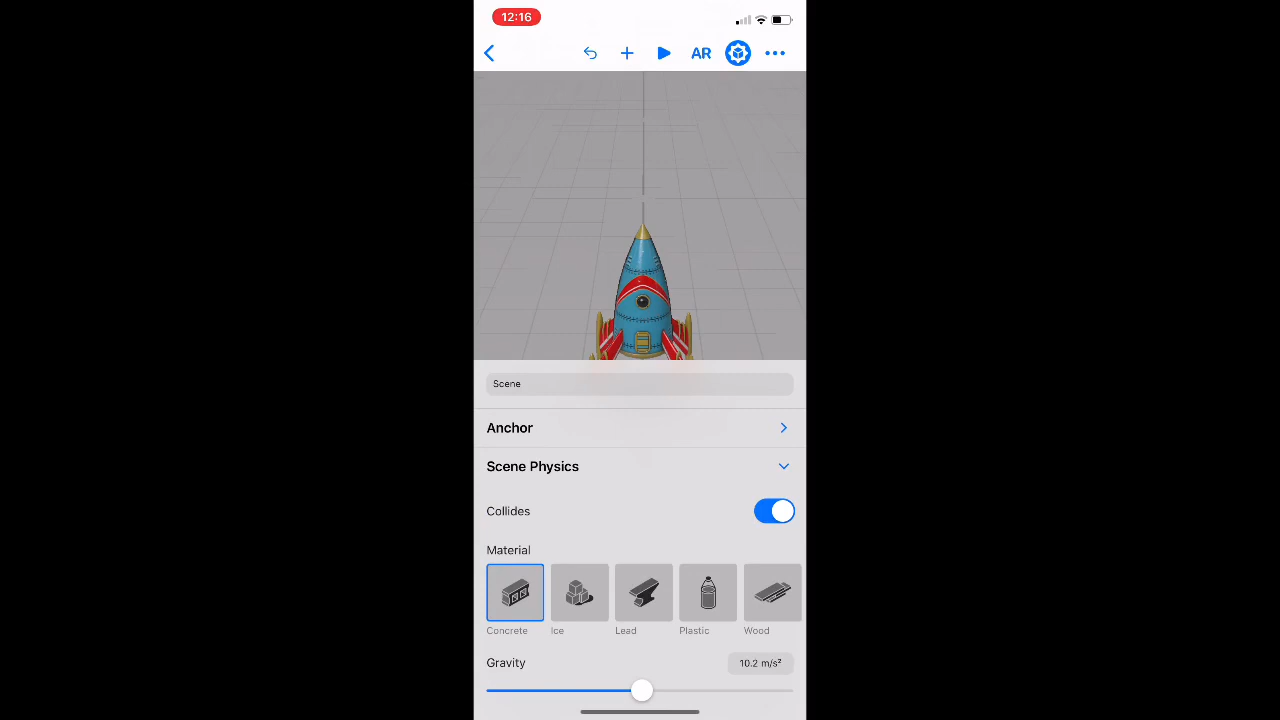 12:16
AR
Scene
Anchor
Scene Physics
Collides
Material
Concrete Ice Lead Plastic Wood
Gravity 10.2 m/s²